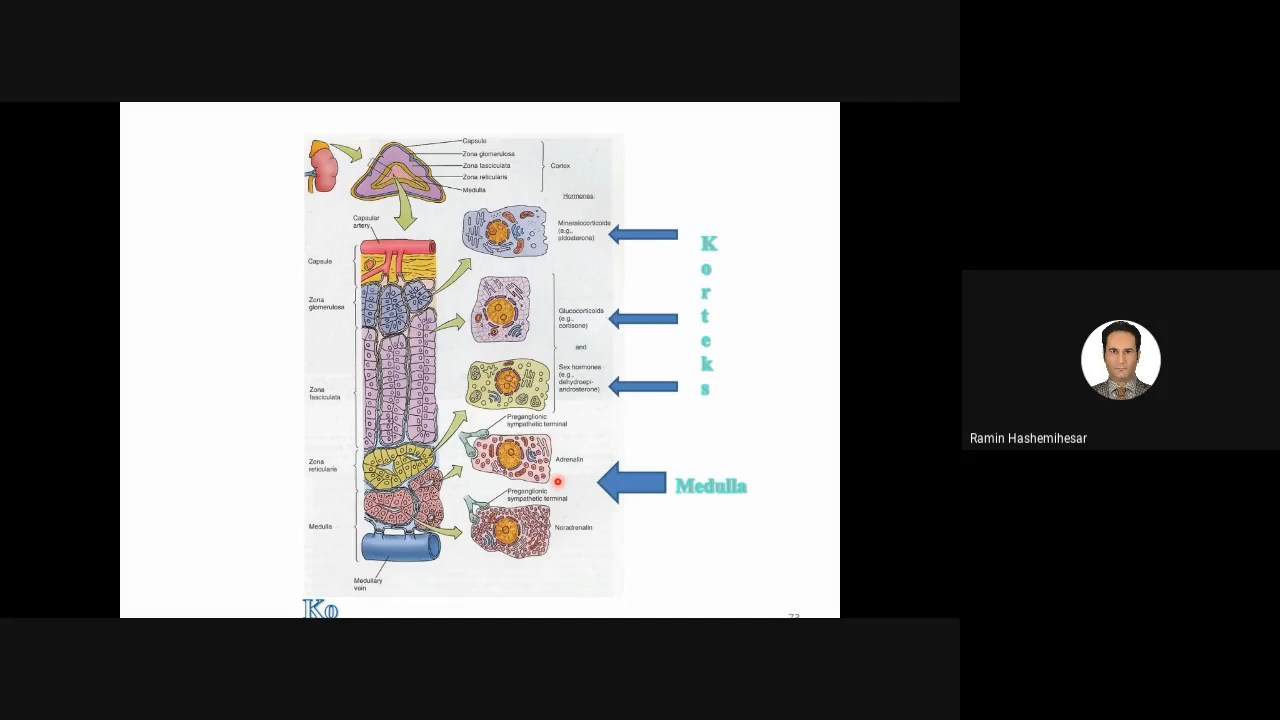 Capsule
Zona glomerulosa
Zona fasciculata
Zona reticularis
Medulla
Cortex
Hormones:
Capsular
artery
Capsule
Zona
glomerulosa
Zona
fasciculata
Zona
reticularis
Medulla
Medullary
vein
Mineralocorticoids
(e.g.,
aldosterone)
Glucocorticoids
(e.g.,
cortisone)
and
Sex hormones
(e.g.,
dehydroepi-
androsterone)
Preganglionic
sympathetic terminal
Adrenalin
Preganglionic
sympathetic terminal
Noradrenalin
K
o
r
t
e
k
s
Medulla
Ko
Ramin Hashemihesar